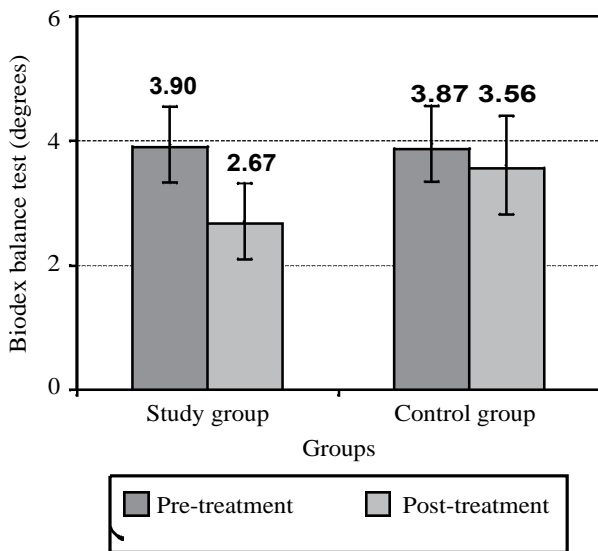 Biodex balance test (degrees)
6
4
2
0
3.90
2.67
3.87 3.56
Study group Control group
Groups
Pre-treatment Post-treatment